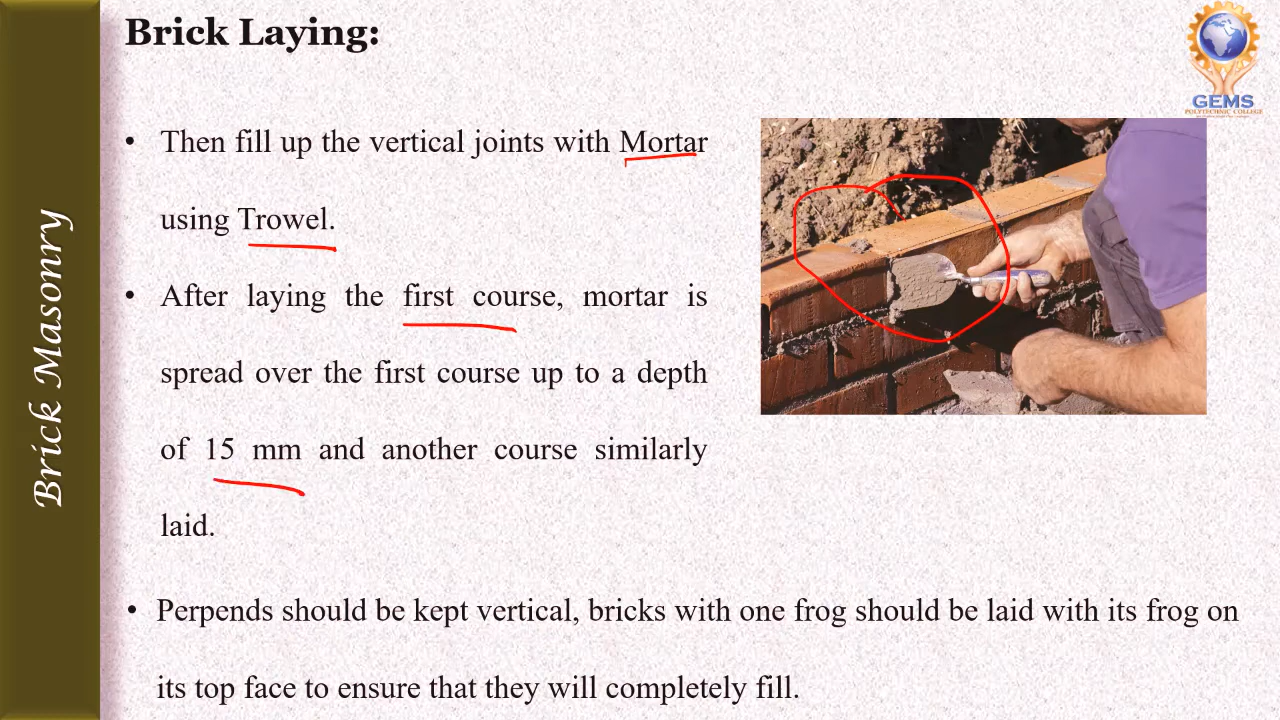 Brick Laying:
GEMS
POLYTECHNIC COLLEGE
• Then fill up the vertical joints with Mortar
using Trowel.
• After laying the first course, mortar is
spread over the first course up to a depth
of 15 mm and another course similarly
laid.
• Perpends should be kept vertical, bricks with one frog should be laid with its frog on
its top face to ensure that they will completely fill.
Brick Masonry